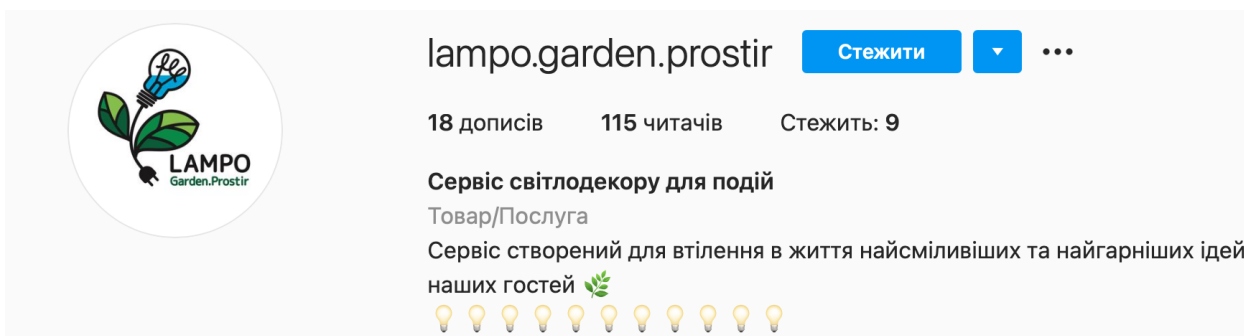 lampo.garden.prostir Стежити
18 дописів 115 читачів Стежить: 9
LAMPO
Garden.Prostir
Сервіс світлодекору для подій
Товар/Послуга
Сервіс створений для втілення в життя найсміливіших та найгарніших ідей
наших гостей 🌿
💡💡💡💡💡💡💡💡💡💡💡